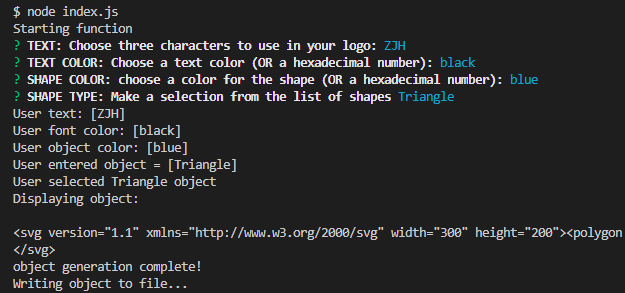 $ node index.js
Starting function
? TEXT: Choose three characters to use in your logo: ZJH
? TEXT COLOR: Choose a text color (OR a hexadecimal number): black
? SHAPE COLOR: choose a color for the shape (OR a hexadecimal number): blue
? SHAPE TYPE: Make a selection from the list of shapes Triangle
User text: [ZJH]
User font color: [black]
User object color: [blue]
User entered object = [Triangle]
User selected Triangle object
Displaying object:
<svg version="1.1" xmlns="http://www.w3.org/2000/svg" width="300" height="200"><polygon
</svg>
object generation complete!
Writing object to file...